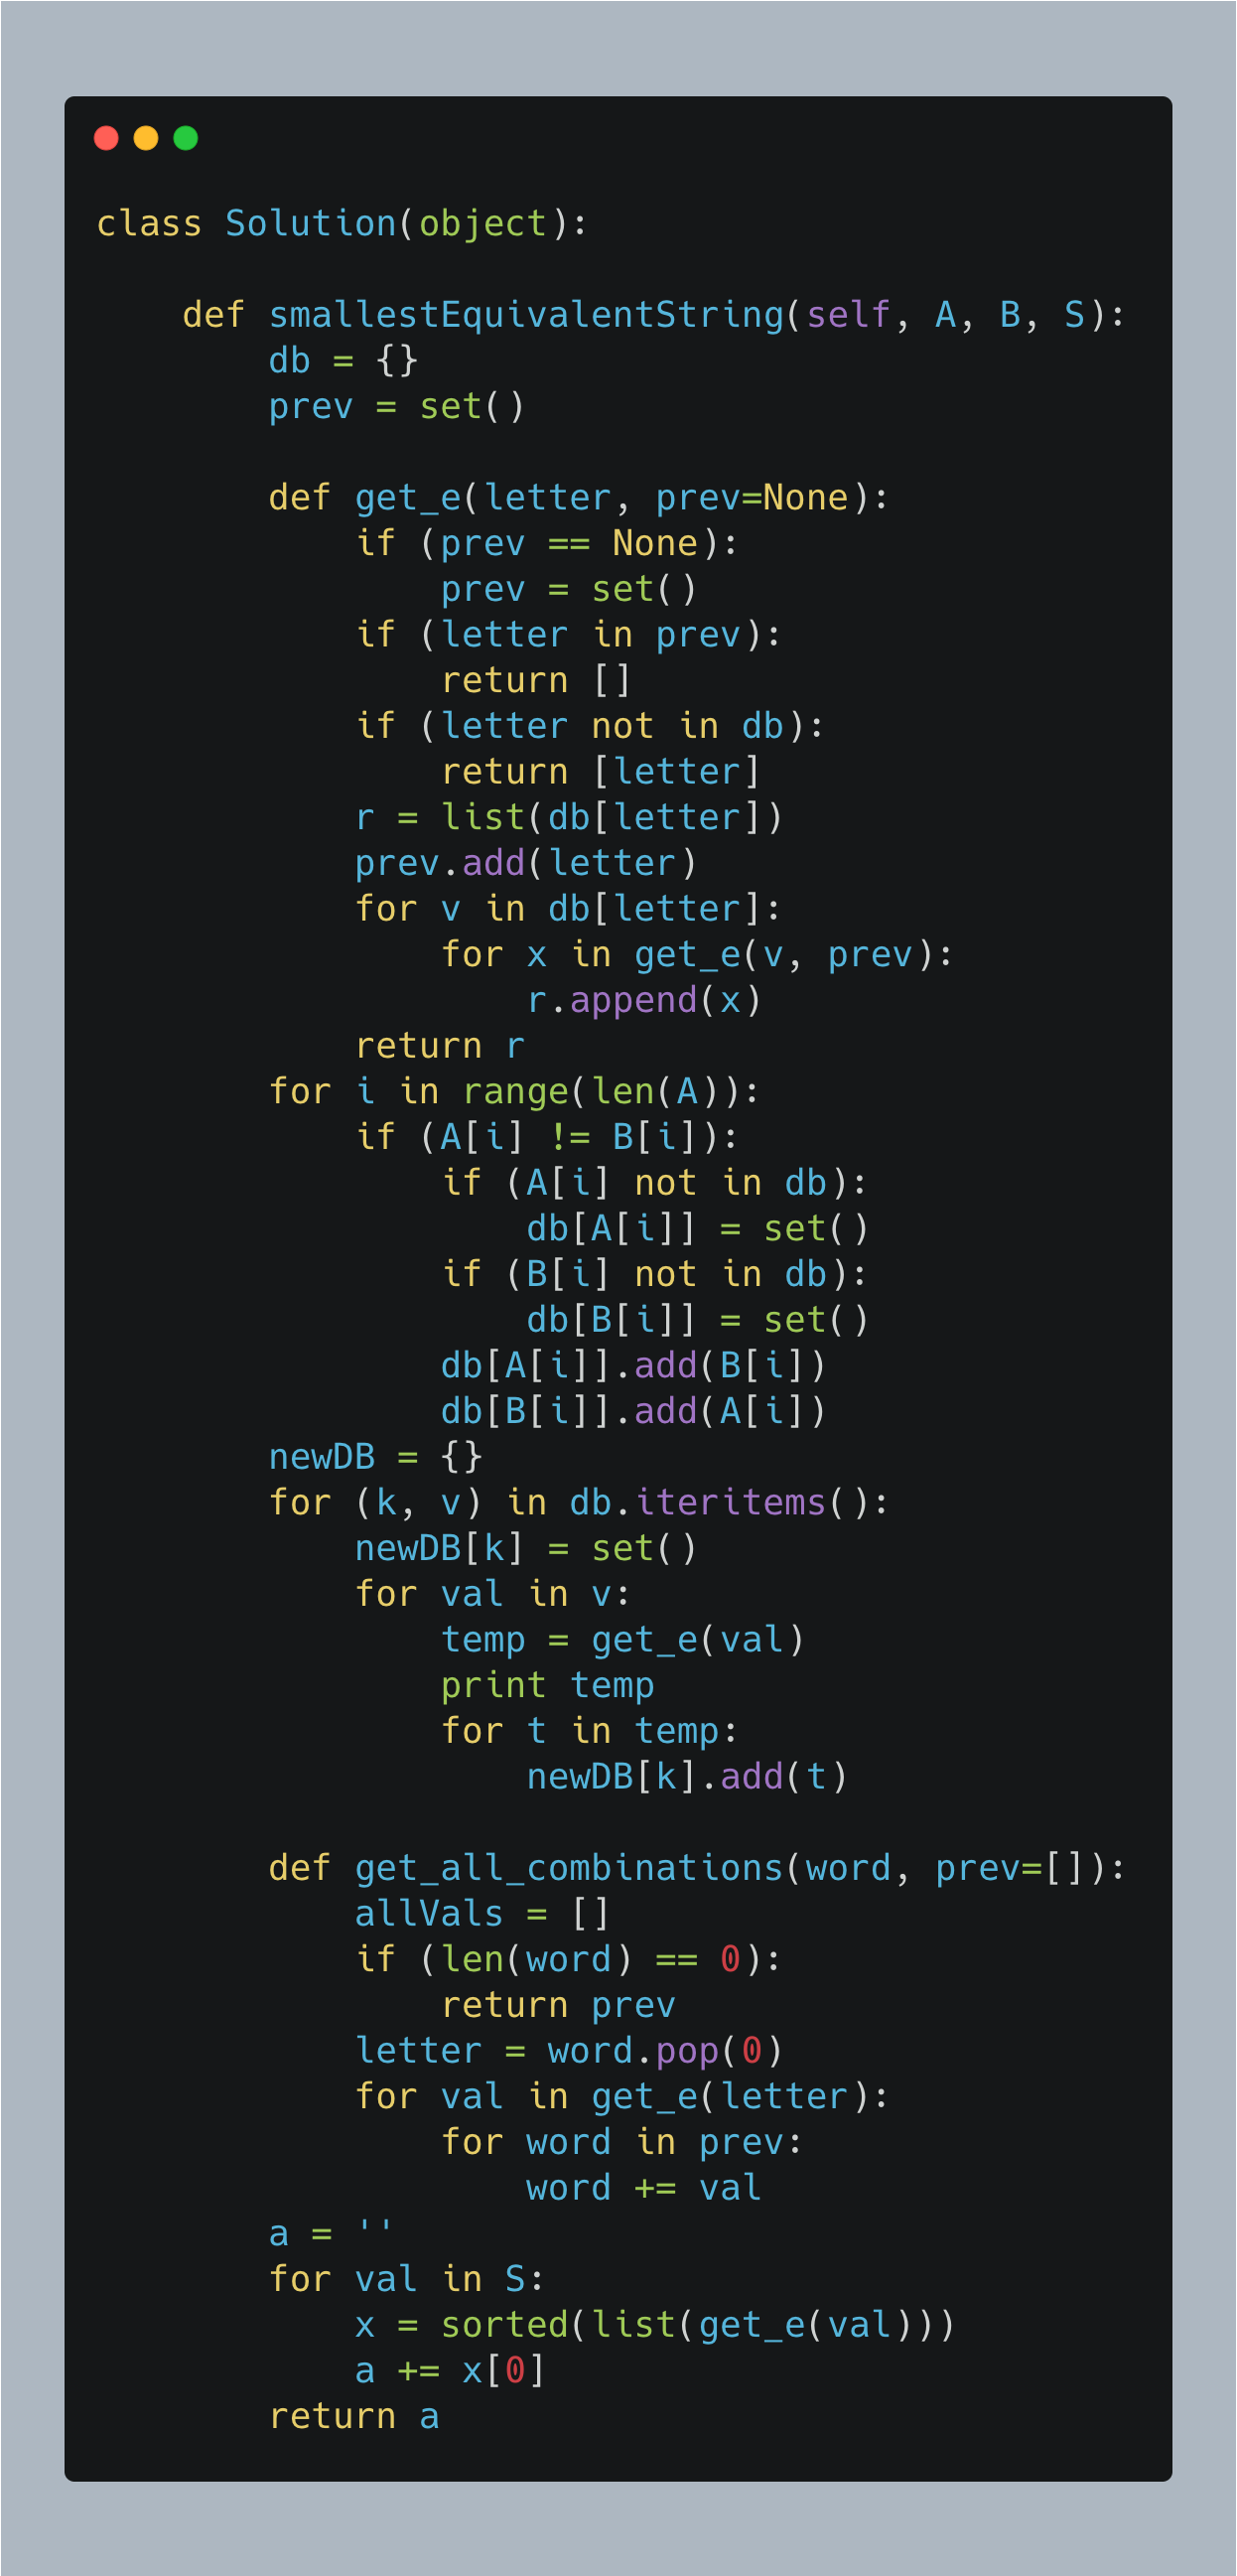 class Solution(object):

    def smallestEquivalentString(self, A, B, S):
        db = {}
        prev = set()

        def get_e(letter, prev=None):
            if (prev == None):
                prev = set()
            if (letter in prev):
                return []
            if (letter not in db):
                return [letter]
            r = list(db[letter])
            prev.add(letter)
            for v in db[letter]:
                for x in get_e(v, prev):
                    r.append(x)
            return r
        for i in range(len(A)):
            if (A[i] != B[i]):
                if (A[i] not in db):
                    db[A[i]] = set()
                if (B[i] not in db):
                    db[B[i]] = set()
                db[A[i]].add(B[i])
                db[B[i]].add(A[i])
        newDB = {}
        for (k, v) in db.iteritems():
            newDB[k] = set()
            for val in v:
                temp = get_e(val)
                print temp
                for t in temp:
                    newDB[k].add(t)

        def get_all_combinations(word, prev=[]):
            allVals = []
            if (len(word) == 0):
                return prev
            letter = word.pop(0)
            for val in get_e(letter):
                for word in prev:
                    word += val
        a = ''
        for val in S:
            x = sorted(list(get_e(val)))
            a += x[0]
        return a